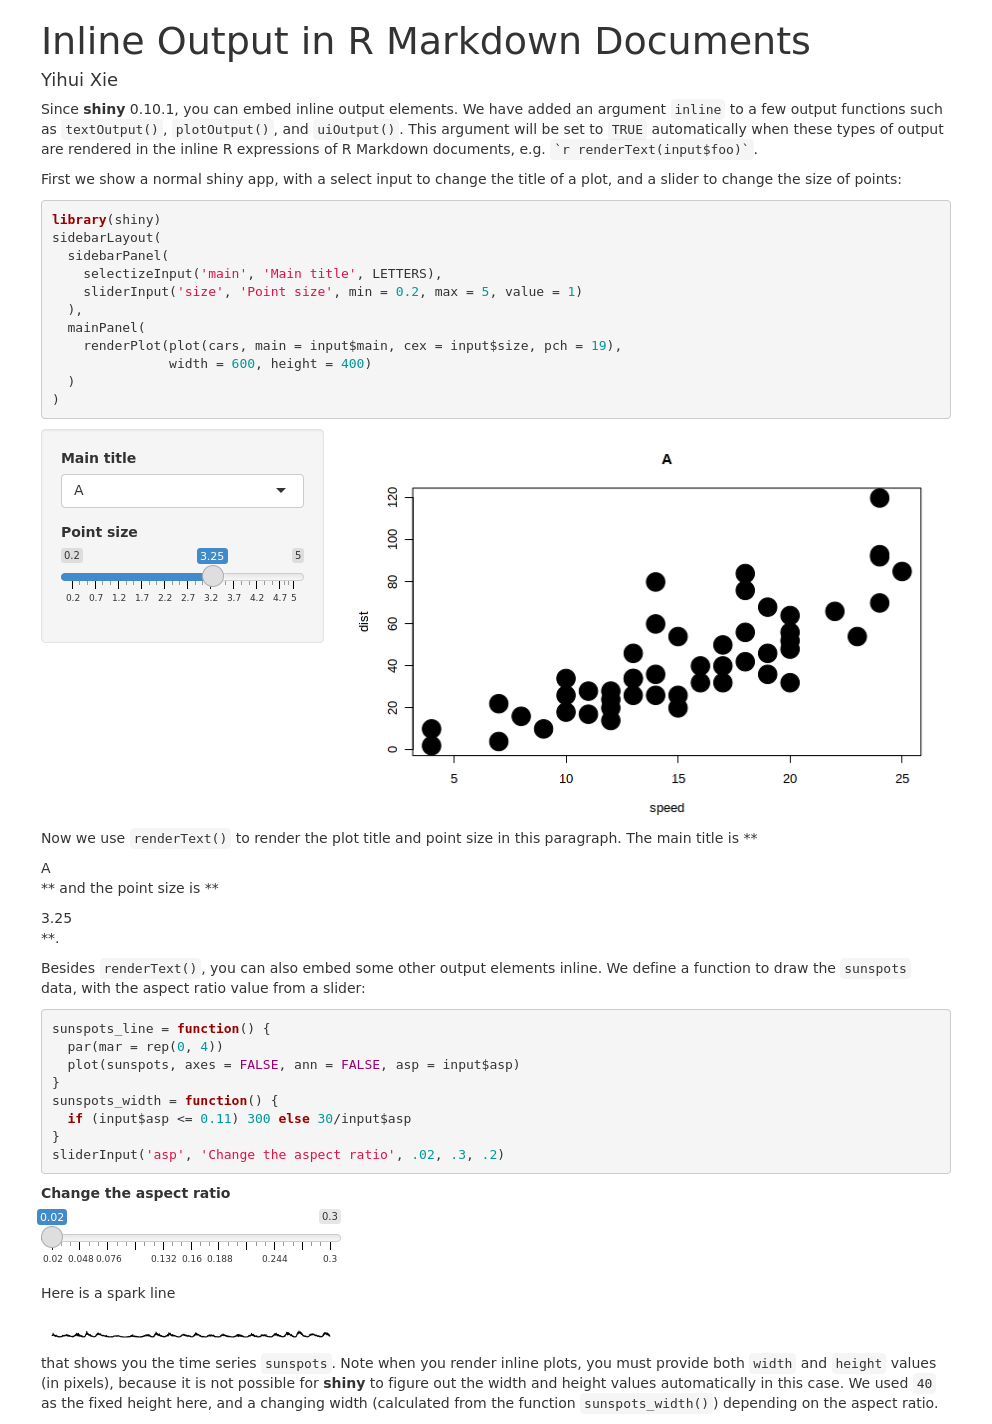 Inline Output in R Markdown Documents
Yihui Xie
Since shiny 0.10.1, you can embed inline output elements. We have added an argument inline to a few output functions such
as textOutput(), plotOutput(), and uiOutput(). This argument will be set to TRUE automatically when these types of output
are rendered in the inline R expressions of R Markdown documents, e.g. `r renderText(input$foo)`.
First we show a normal shiny app, with a select input to change the title of a plot, and a slider to change the size of points:
library(shiny)
sidebarLayout(
  sidebarPanel(
    selectizeInput('main', 'Main title', LETTERS),
    sliderInput('size', 'Point size', min = 0.2, max = 5, value = 1)
  ),
  mainPanel(
    renderPlot(plot(cars, main = input$main, cex = input$size, pch = 19),
               width = 600, height = 400)
  )
)
Main title
A
Point size
0.2 3.25 5
0.2 0.7 1.2 1.7 2.2 2.7 3.2 3.7 4.2 4.7 5
A
dist
120
100
80
60
40
20
0
5 10 15 20 25
speed
Now we use renderText() to render the plot title and point size in this paragraph. The main title is **
A
** and the point size is **
3.25
**.
Besides renderText(), you can also embed some other output elements inline. We define a function to draw the sunspots
data, with the aspect ratio value from a slider:
sunspots_line = function() {
  par(mar = rep(0, 4))
  plot(sunspots, axes = FALSE, ann = FALSE, asp = input$asp)
}
sunspots_width = function() {
  if (input$asp <= 0.11) 300 else 30/input$asp
}
sliderInput('asp', 'Change the aspect ratio', .02, .3, .2)
Change the aspect ratio
0.02 0.3
0.02 0.048 0.076 0.132 0.16 0.188 0.244 0.3
Here is a spark line
that shows you the time series sunspots. Note when you render inline plots, you must provide both width and height values
(in pixels), because it is not possible for shiny to figure out the width and height values automatically in this case. We used 40
as the fixed height here, and a changing width (calculated from the function sunspots_width()) depending on the aspect ratio.